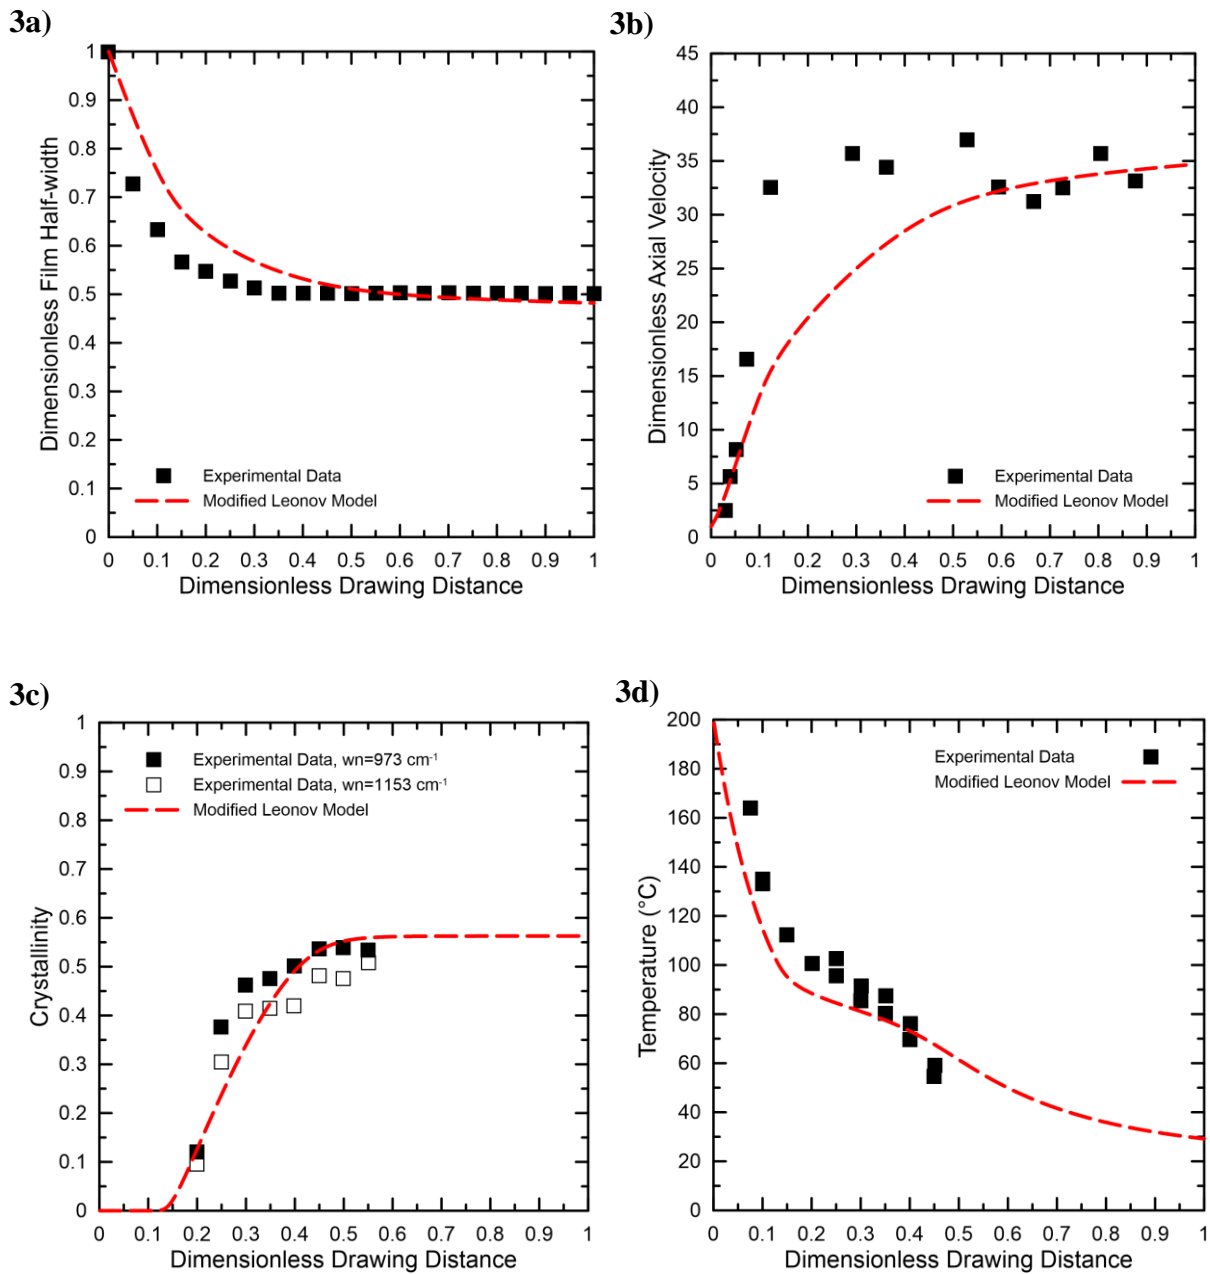 3a)
1
0.9
0.8
0.7
0.6
0.5
0.4
0.3
0.2
0.1
0
Dimensionless Film Half-width
Experimental Data
Modified Leonov Model
0 0.1 0.2 0.3 0.4 0.5 0.6 0.7 0.8 0.9 1
Dimensionless Drawing Distance
3b)
45
40
35
30
25
20
15
10
5
0
Dimensionless Axial Velocity
Experimental Data
Modified Leonov Model
0 0.1 0.2 0.3 0.4 0.5 0.6 0.7 0.8 0.9 1
Dimensionless Drawing Distance
3c)
1
0.9
0.8
0.7
0.6
0.5
0.4
0.3
0.2
0.1
0
Crystallinity
Experimental Data, wn=973 cm⁻¹
Experimental Data, wn=1153 cm⁻¹
Modified Leonov Model
0 0.1 0.2 0.3 0.4 0.5 0.6 0.7 0.8 0.9 1
Dimensionless Drawing Distance
3d)
200
180
160
140
120
100
80
60
40
20
0
Temperature (°C)
Experimental Data
Modified Leonov Model
0 0.1 0.2 0.3 0.4 0.5 0.6 0.7 0.8 0.9 1
Dimensionless Drawing Distance